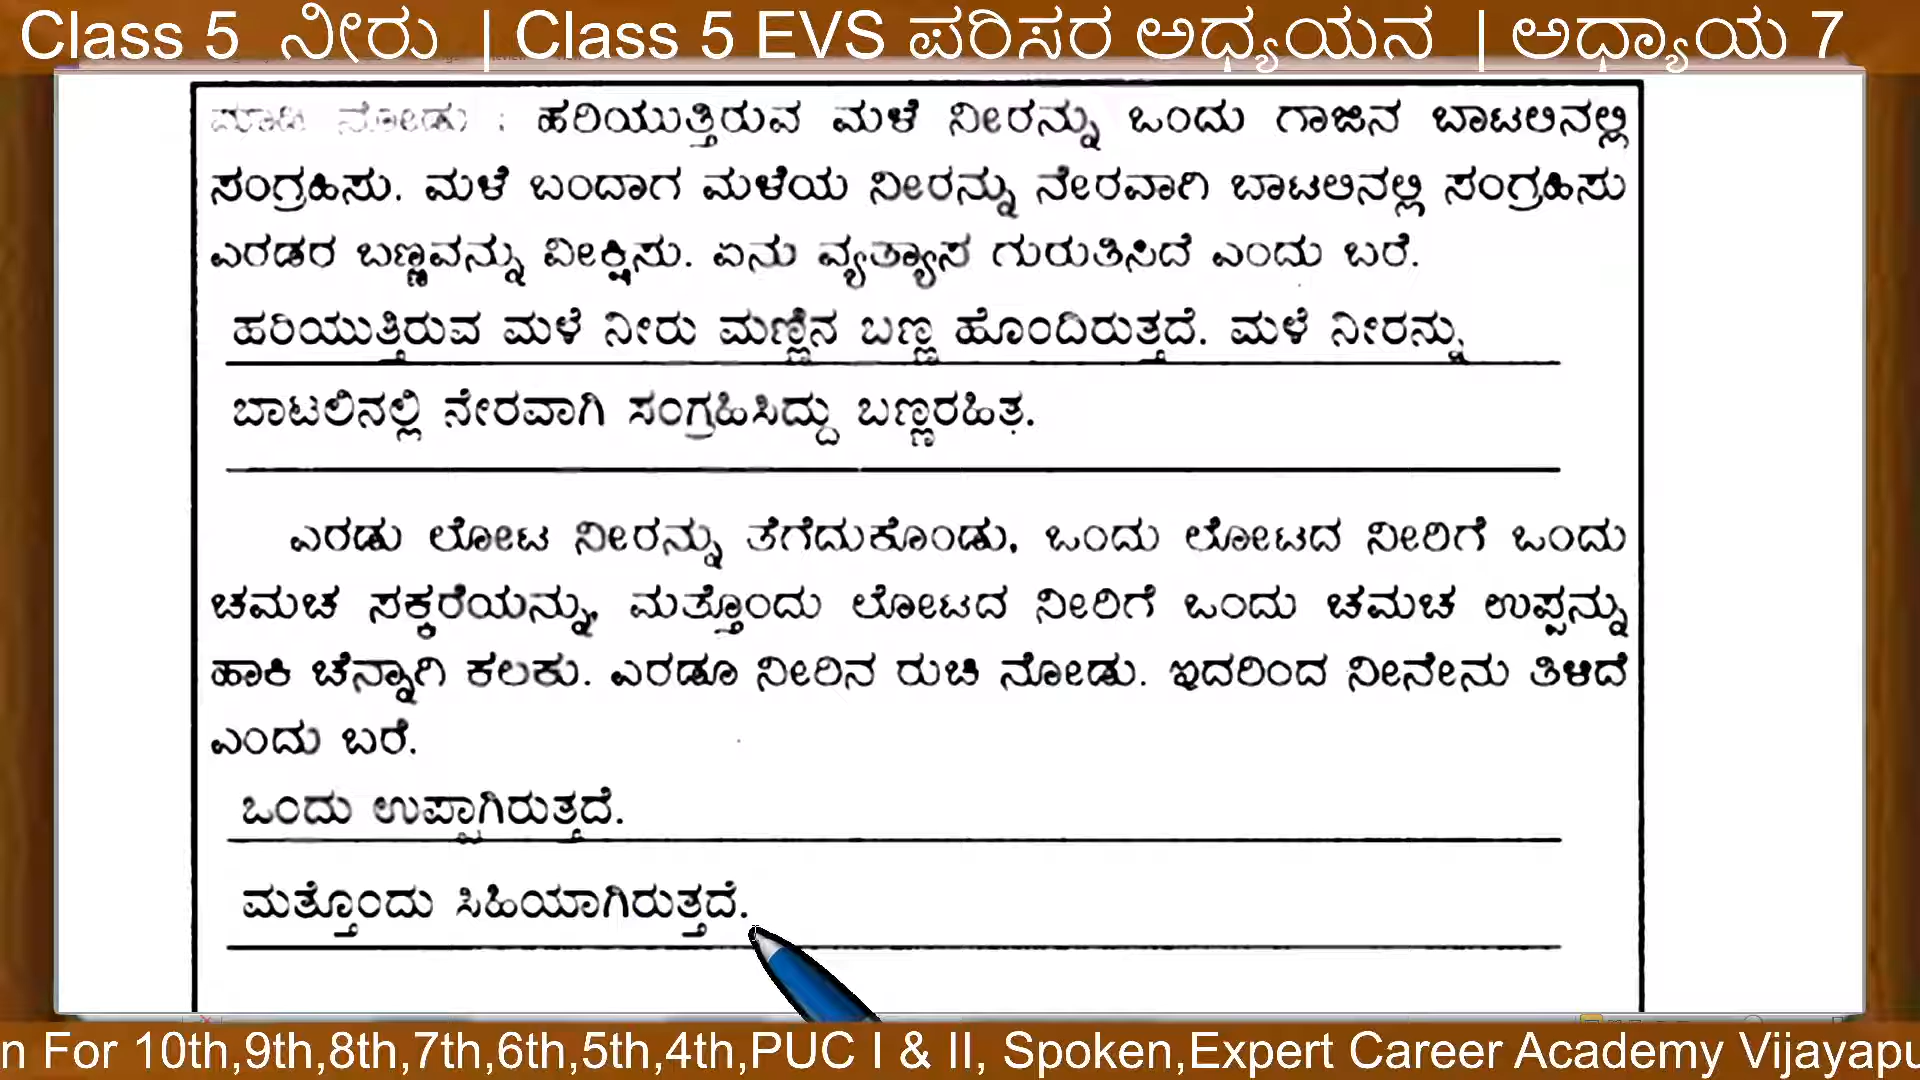 Class 5 ನೀರು | Class 5 EVS ಪರಿಸರ ಅಧ್ಯಯನ | ಅಧ್ಯಾಯ 7
ಮಾಡಿ ನೋಡು : ಹರಿಯುತ್ತಿರುವ ಮಳೆ ನೀರನ್ನು ಒಂದು ಗಾಜಿನ ಬಾಟಲಿನಲ್ಲಿ
ಸಂಗ್ರಹಿಸು. ಮಳೆ ಬಂದಾಗ ಮಳೆಯ ನೀರನ್ನು ನೇರವಾಗಿ ಬಾಟಲಿನಲ್ಲಿ ಸಂಗ್ರಹಿಸು
ಎರಡರ ಬಣ್ಣವನ್ನು ವೀಕ್ಷಿಸು. ಏನು ವ್ಯತ್ಯಾಸ ಗುರುತಿಸಿದೆ ಎಂದು ಬರೆ.
ಹರಿಯುತ್ತಿರುವ ಮಳೆ ನೀರು ಮಣ್ಣಿನ ಬಣ್ಣ ಹೊಂದಿರುತ್ತದೆ. ಮಳೆ ನೀರನ್ನು
ಬಾಟಲಿನಲ್ಲಿ ನೇರವಾಗಿ ಸಂಗ್ರಹಿಸಿದ್ದು ಬಣ್ಣರಹಿತ.
ಎರಡು ಲೋಟ ನೀರನ್ನು ತೆಗೆದುಕೊಂಡು, ಒಂದು ಲೋಟದ ನೀರಿಗೆ ಒಂದು
ಚಮಚ ಸಕ್ಕರೆಯನ್ನು, ಮತ್ತೊಂದು ಲೋಟದ ನೀರಿಗೆ ಒಂದು ಚಮಚ ಉಪ್ಪನ್ನು
ಹಾಕಿ ಚೆನ್ನಾಗಿ ಕಲಕು. ಎರಡೂ ನೀರಿನ ರುಚಿ ನೋಡು. ಇದರಿಂದ ನೀನೇನು ತಿಳಿದೆ
ಎಂದು ಬರೆ.
ಒಂದು ಉಪ್ಪಾಗಿರುತ್ತದೆ.
ಮತ್ತೊಂದು ಸಿಹಿಯಾಗಿರುತ್ತದೆ.
n For 10th,9th,8th,7th,6th,5th,4th,PUC I & II, Spoken,Expert Career Academy Vijayapu